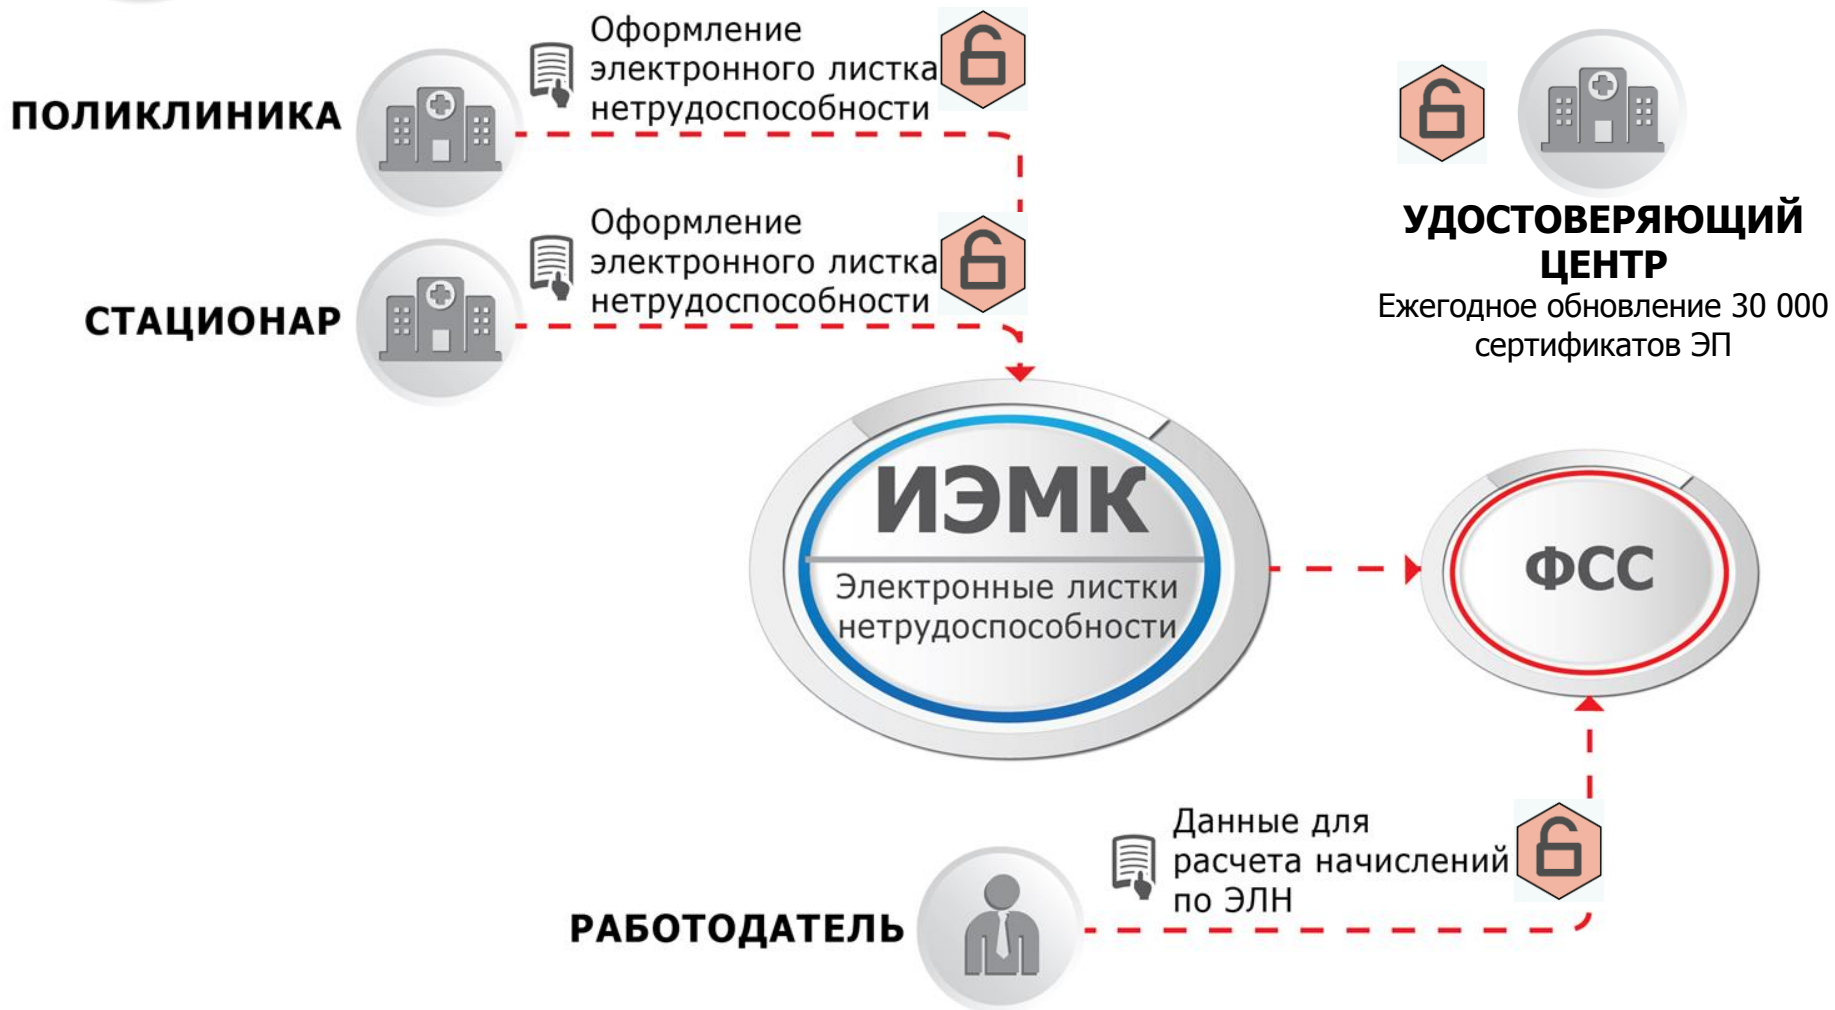 Оформление
электронного листка
нетрудоспособности
ПОЛИКЛИНИКА
Оформление
электронного листка
нетрудоспособности
СТАЦИОНАР
УДОСТОВЕРЯЮЩИЙ
ЦЕНТР
Ежегодное обновление 30 000
сертификатов ЭП
ИЭМК
Электронные листки
нетрудоспособности
ФСС
Данные для
расчета начислений
по ЭЛН
РАБОТОДАТЕЛЬ